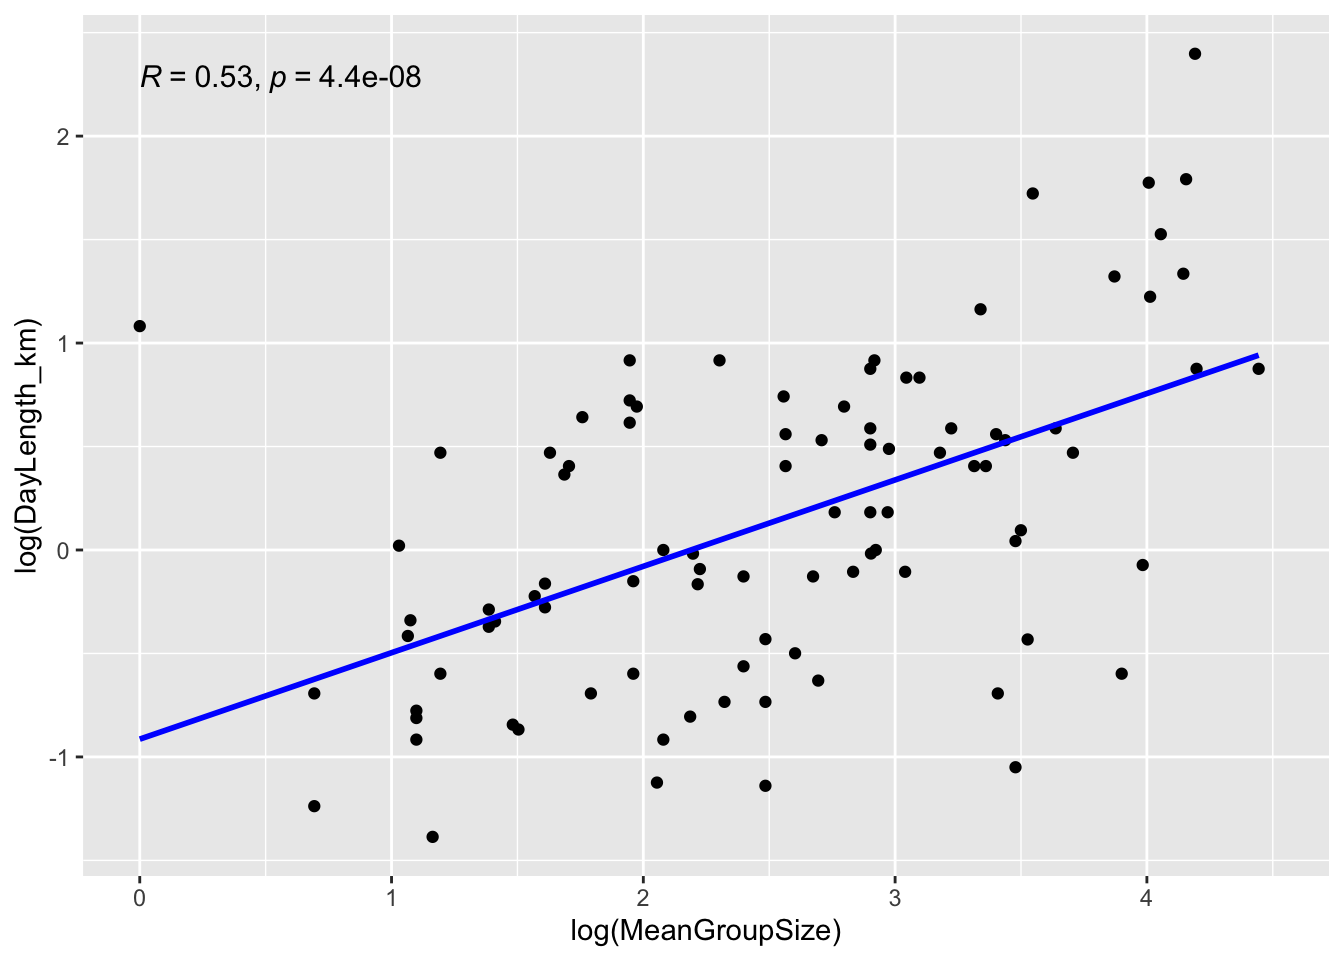 R = 0.53, p = 4.4e-08
2
1
0
-1
log(DayLength_km)
0 1 2 3 4
log(MeanGroupSize)